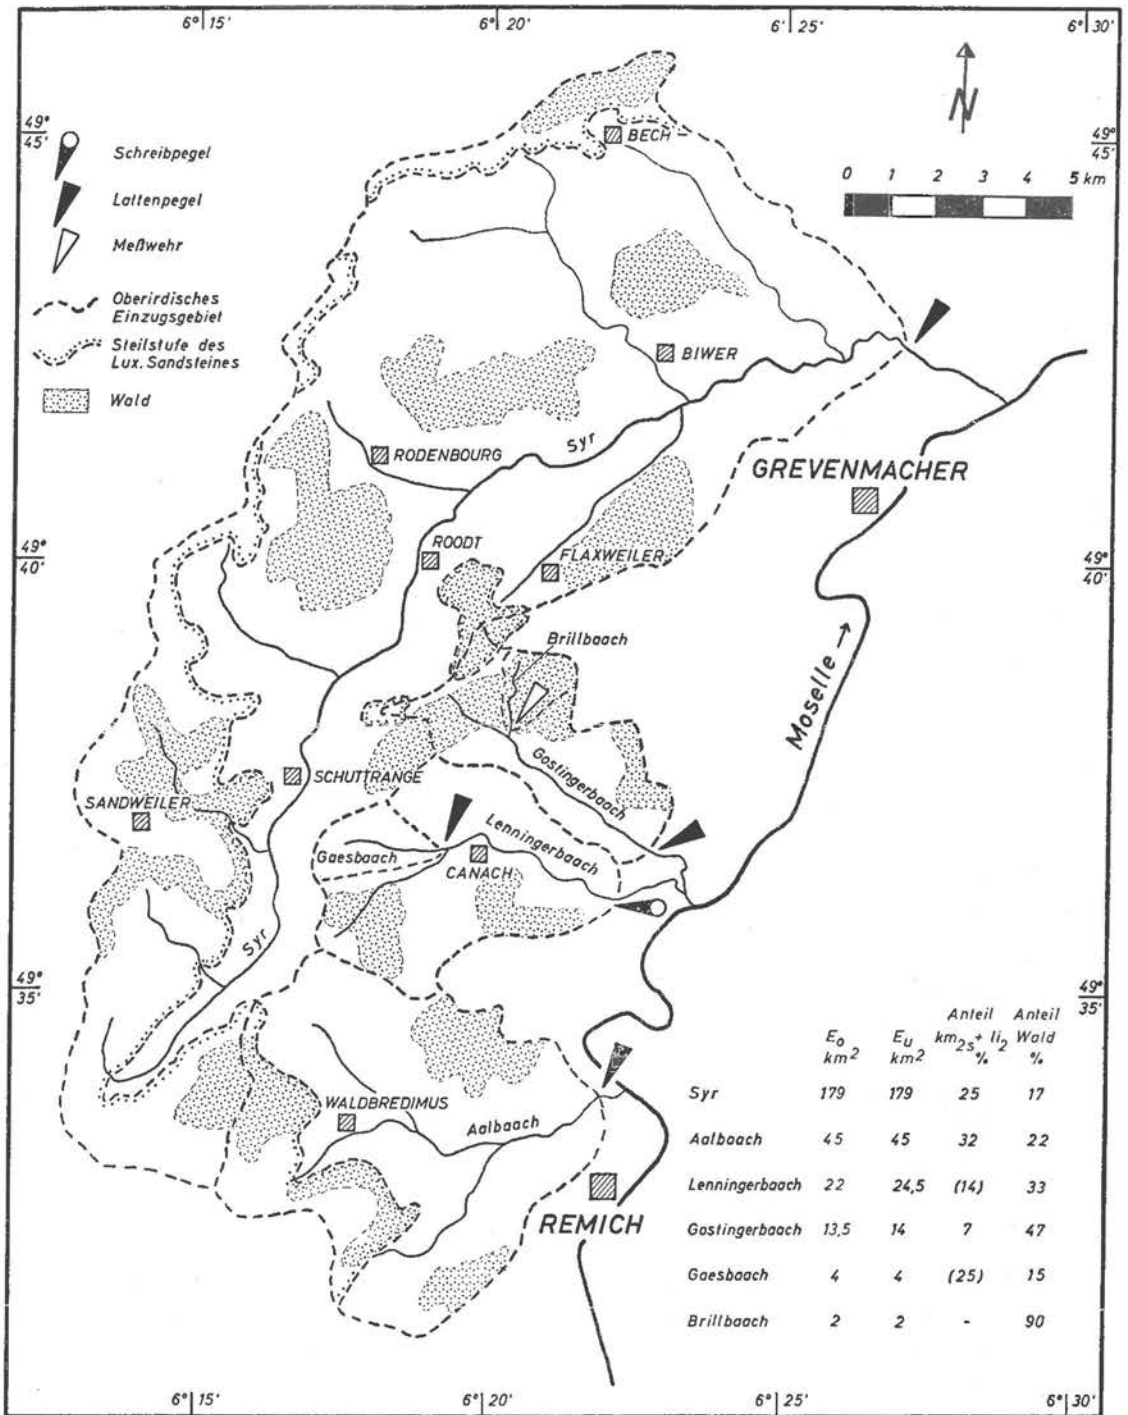 6° 15' 6° 20' 6° 25' 6° 30'
49° 45'
49° 45'
N
0 1 2 3 4 5 km
Schreibpegel
Lattenpegel
Meßwehr
Oberirdisches
Einzugsgebiet
Steilstufe des
Lux. Sandsteines
Wald
BECH
BIWER
Syr
RODENBOURG
GREVENMACHER
ROODT
FLAXWEILER
49° 40'
49° 40'
Brillbaach
Moselle →
Gostingerbaach
SCHUTTRANGE
SANDWEILER
Lenningerbaach
Gaesbaach
CANACH
Syr
49° 35'
49° 35'
WALDBREDIMUS
Aalbaach
REMICH
Anteil Anteil
Eo Eu km2s + li2 Wald
km² km² % %
Syr 179 179 25 17
Aalbaach 45 45 32 22
Lenningerbaach 22 24,5 (14) 33
Gostingerbaach 13,5 14 7 47
Gaesbaach 4 4 (25) 15
Brillbaach 2 2 - 90
6° 15' 6° 20' 6° 25' 6° 30'